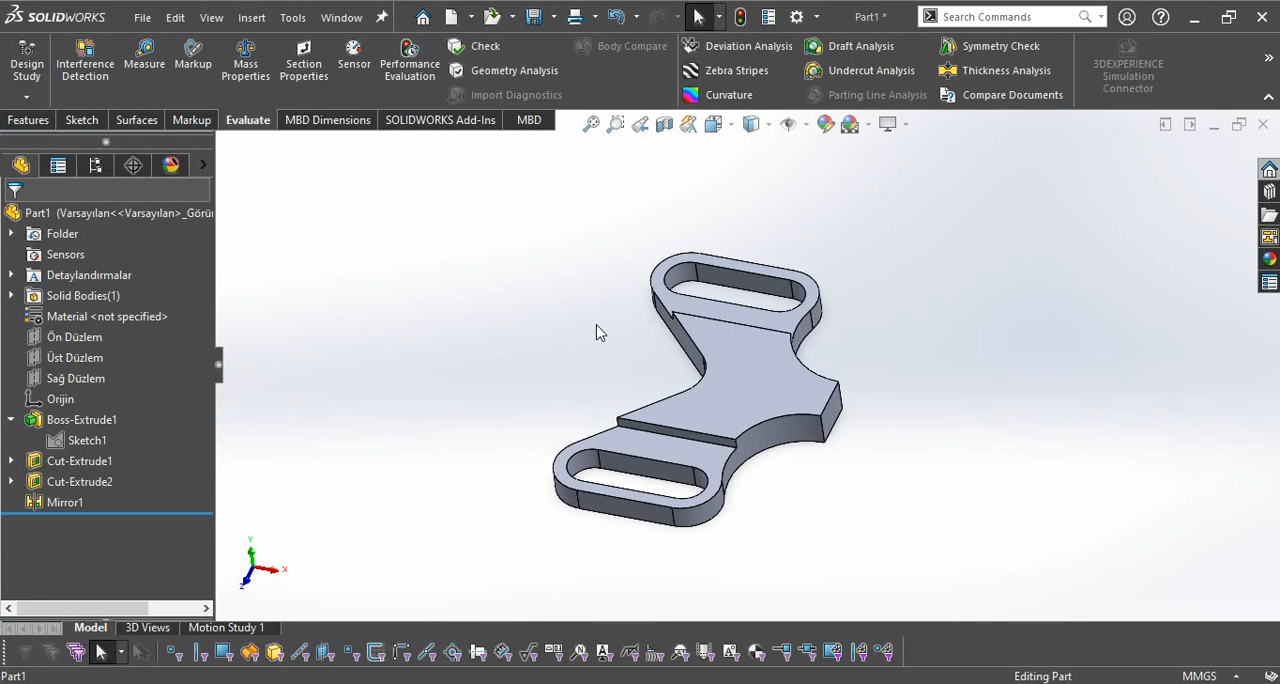 SOLIDWORKS File Edit View Insert Tools Window Part1 * Search Commands
Design Study
Interference Detection
Measure
Markup
Mass Properties
Section Properties
Sensor
Performance Evaluation
Check
Geometry Analysis
Import Diagnostics
Body Compare
Deviation Analysis
Zebra Stripes
Curvature
Draft Analysis
Undercut Analysis
Parting Line Analysis
Symmetry Check
Thickness Analysis
Compare Documents
3DEXPERIENCE
Simulation
Connector
Features Sketch Surfaces Markup Evaluate MBD Dimensions SOLIDWORKS Add-Ins MBD
Part1 (Varsayılan<<Varsayılan>_Görü
Folder
Sensors
Detaylandırmalar
Solid Bodies(1)
Material <not specified>
Ön Düzlem
Üst Düzlem
Sağ Düzlem
Orijin
Boss-Extrude1
Sketch1
Cut-Extrude1
Cut-Extrude2
Mirror1
Y
X
Z
Model 3D Views Motion Study 1
Part1 Editing Part MMGS